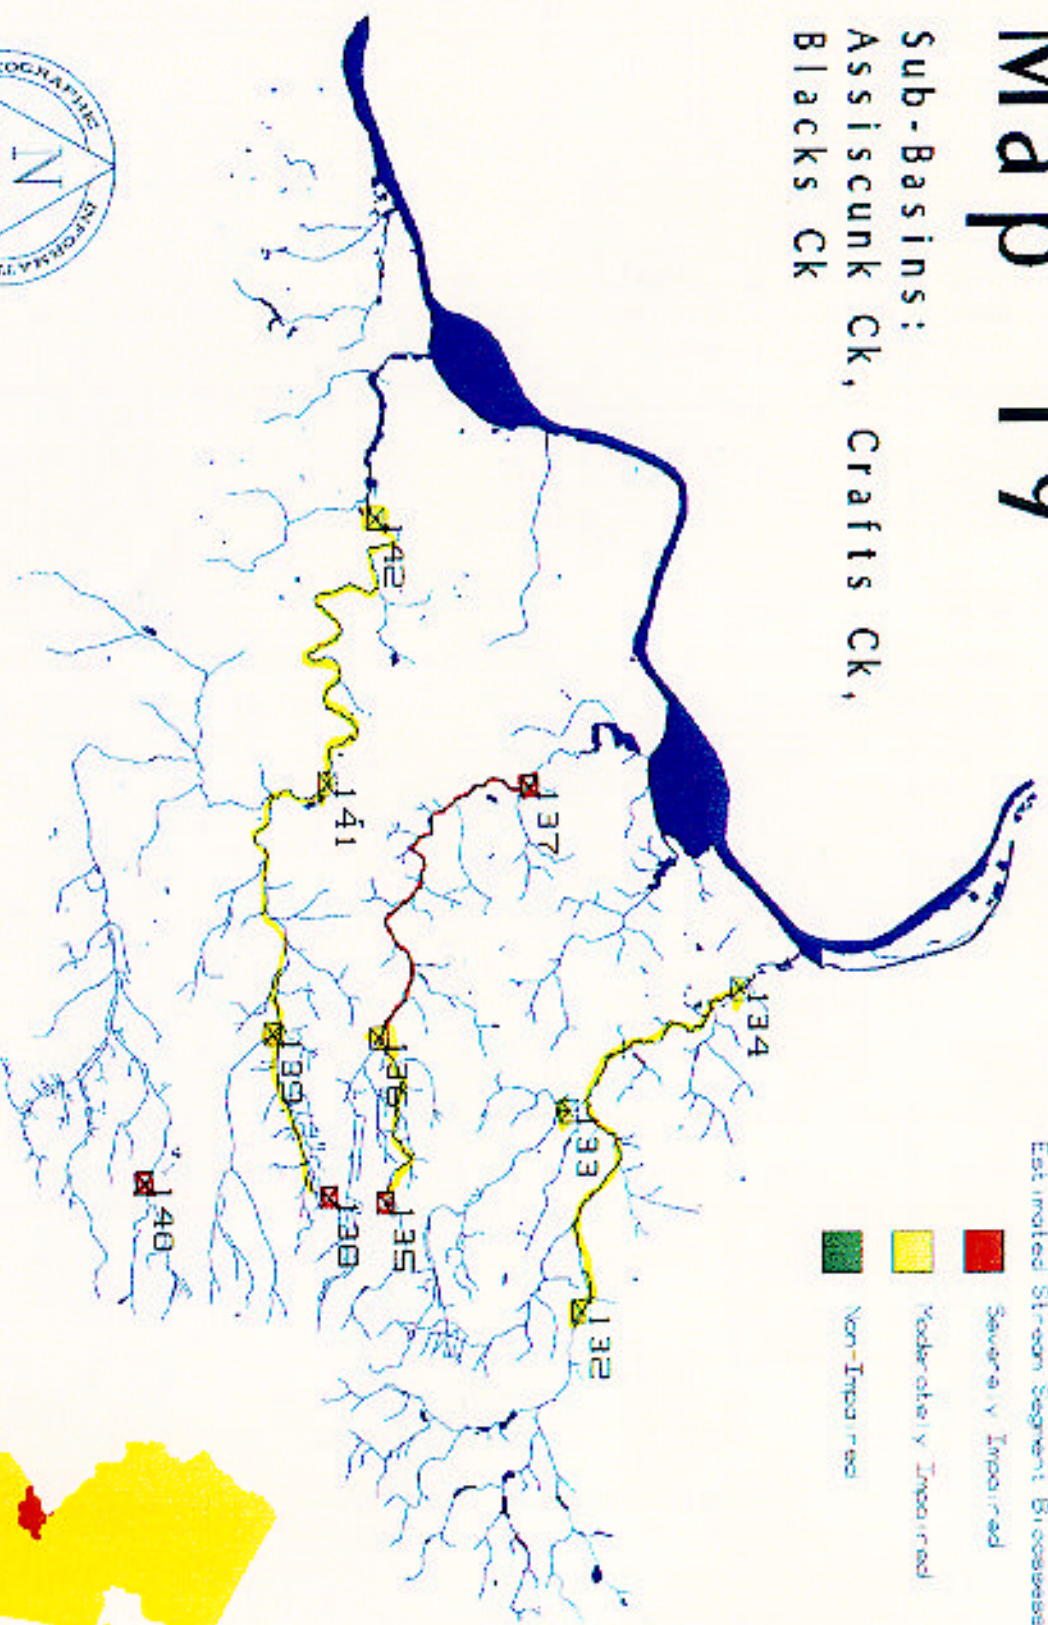 Map 19
Sub-Basins:
Assiscunk Ck, Crafts Ck,
Blacks Ck
Estimated Stream Segment
Severely Impaired
Moderately Impaired
Non-Impaired
134
133
132
137
136
135
142
141
139
138
140
N